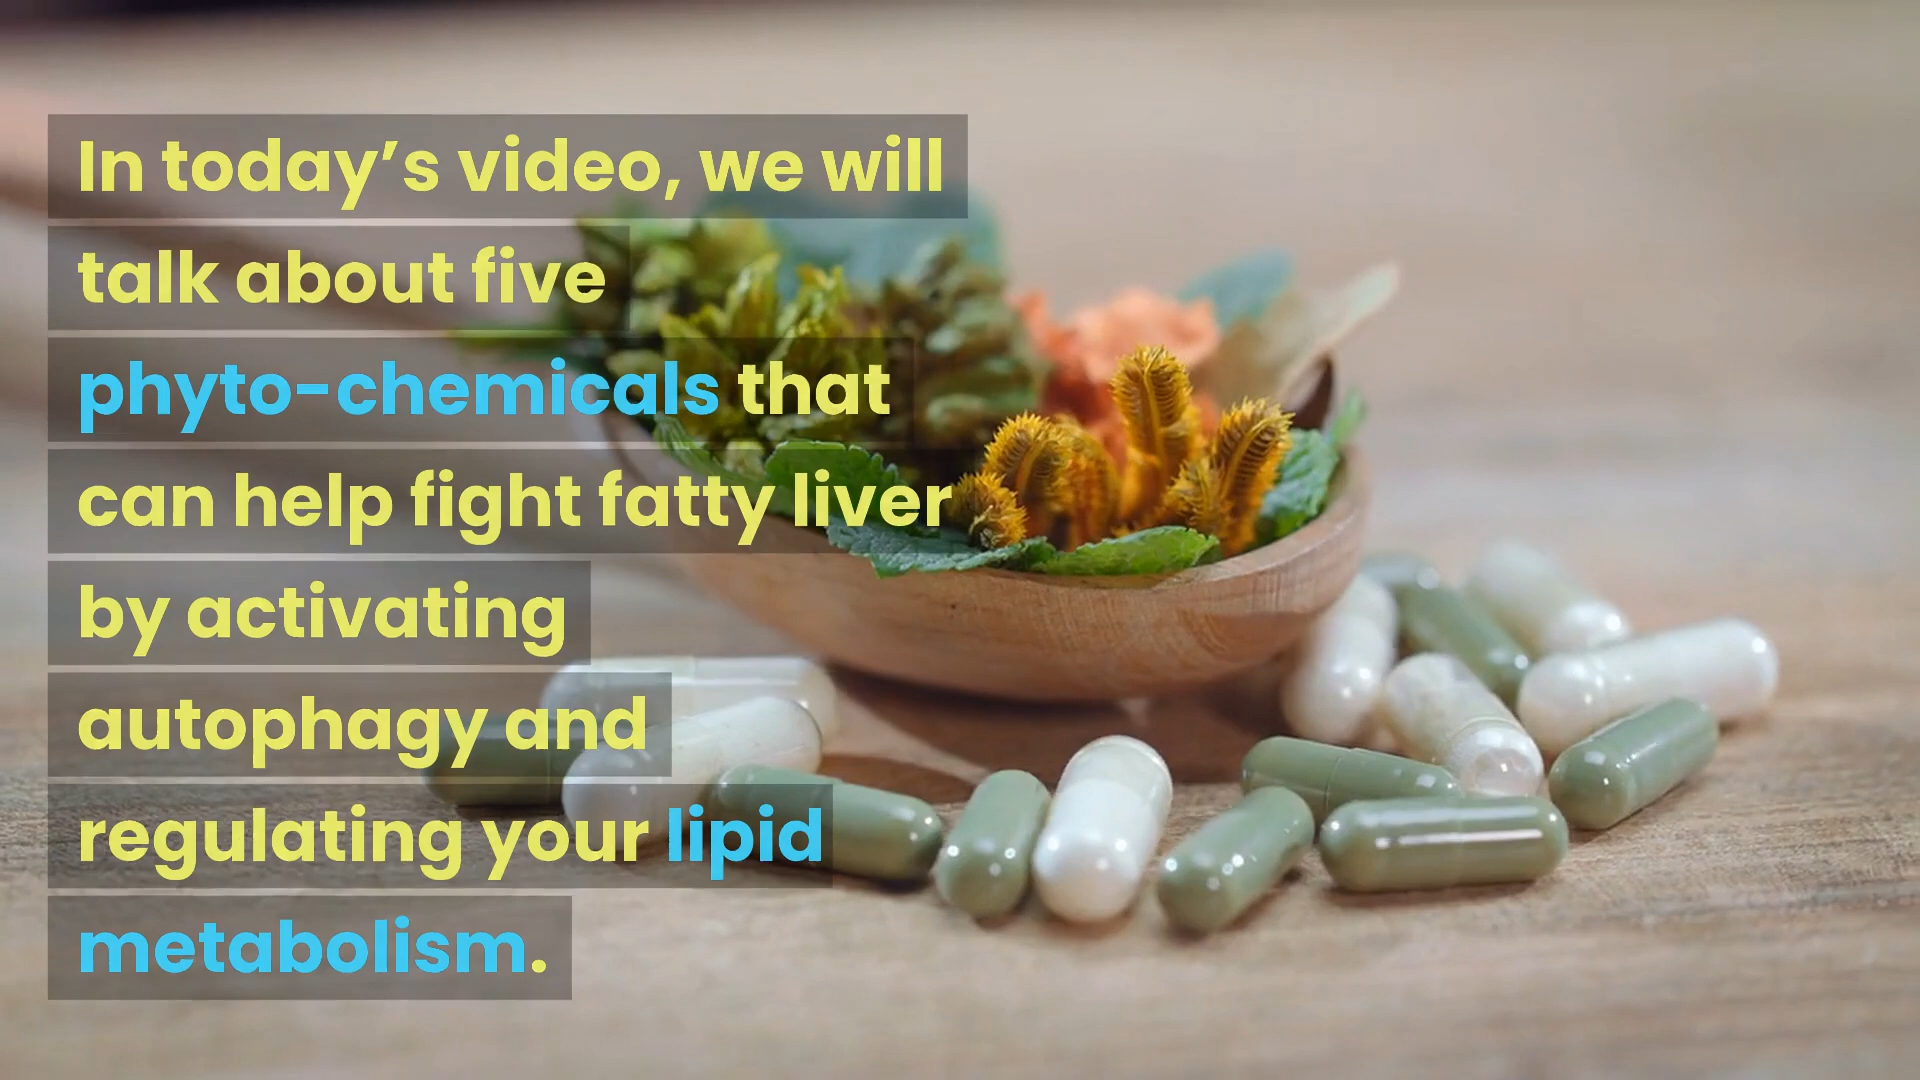 In today’s video, we will
talk about five
phyto-chemicals that
can help fight fatty liver
by activating
autophagy and
regulating your lipid
metabolism.